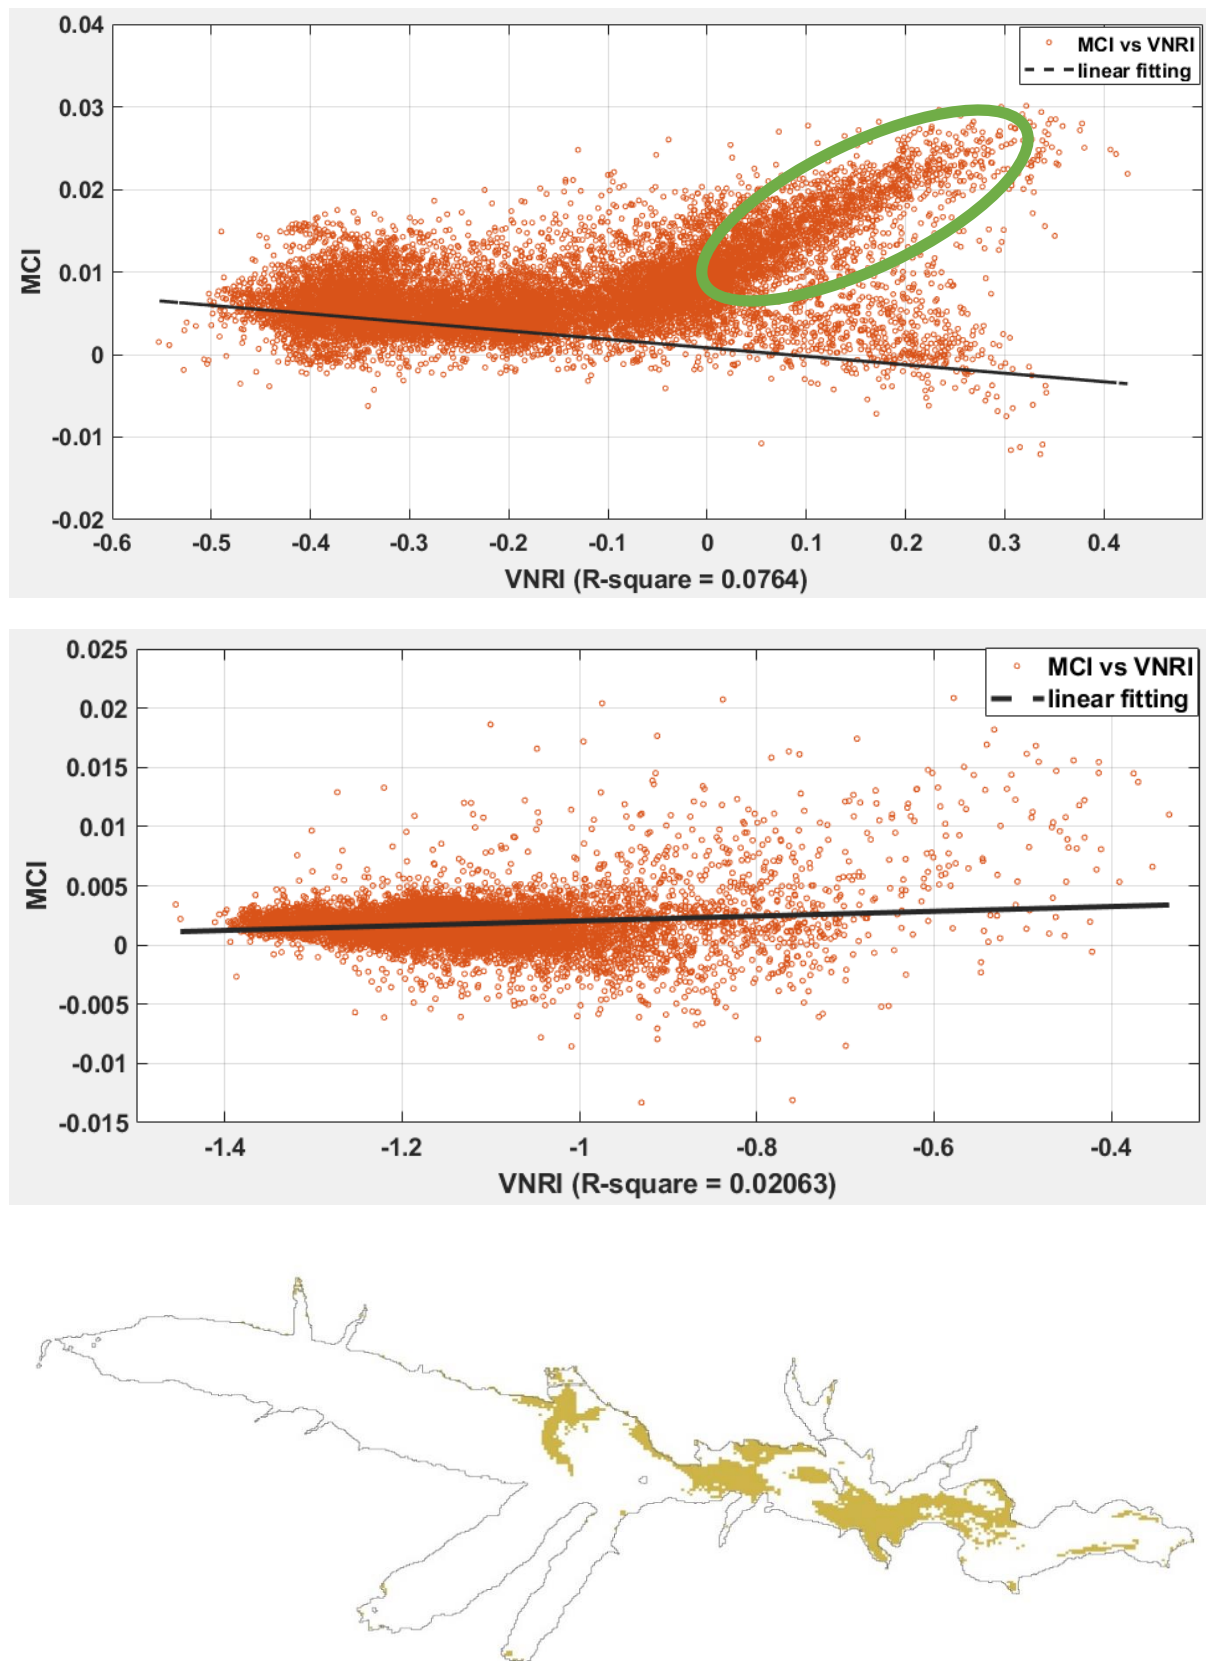 0.04
MCI vs VNRI
linear fitting
0.03
0.02
MCI
0.01
0
-0.01
-0.02
-0.6 -0.5 -0.4 -0.3 -0.2 -0.1 0 0.1 0.2 0.3 0.4
VNRI (R-square = 0.0764)
0.025
MCI vs VNRI
linear fitting
0.02
0.015
0.01
MCI
0.005
0
-0.005
-0.01
-0.015
-1.4 -1.2 -1 -0.8 -0.6 -0.4
VNRI (R-square = 0.02063)